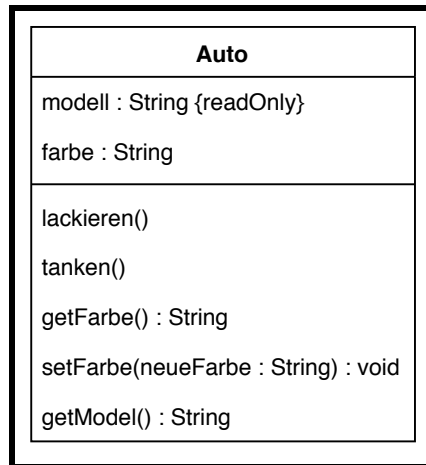 Auto
modell : String {readOnly}
farbe : String
lackieren()
tanken()
getFarbe() : String
setFarbe(neueFarbe : String) : void
getModel() : String